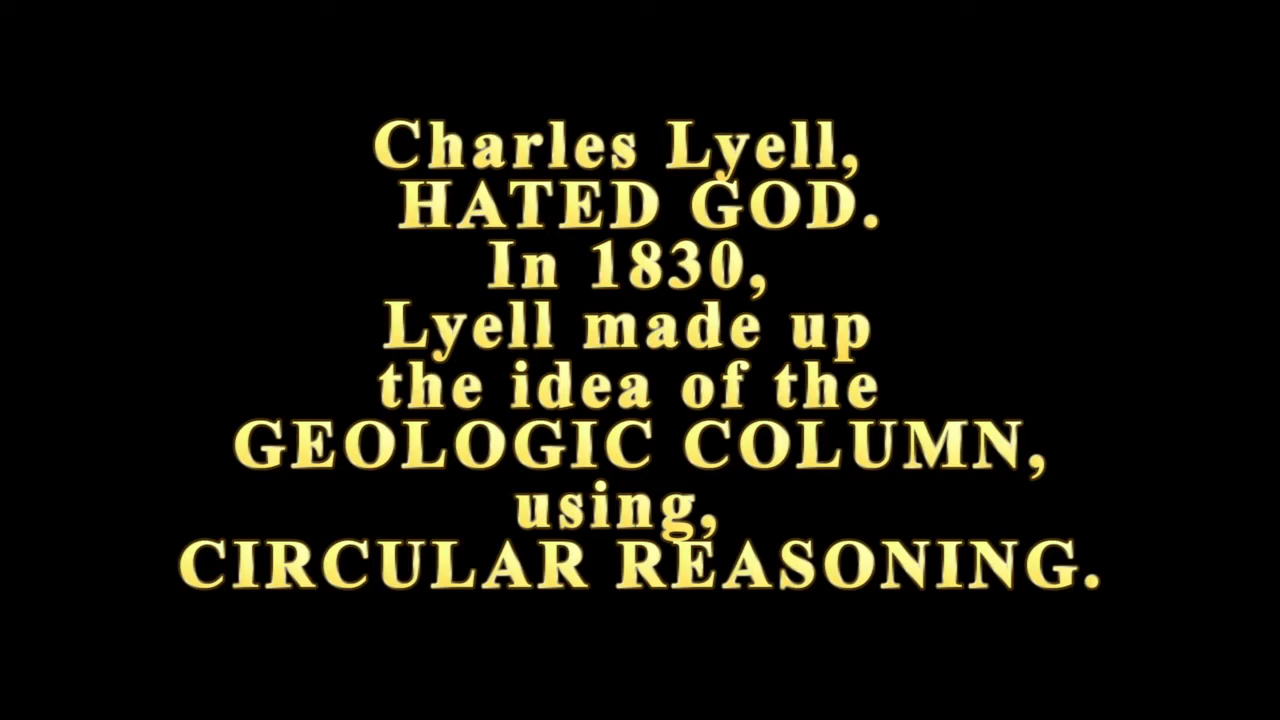 Charles Lyell,
HATED GOD.
In 1830,
Lyell made up
the idea of the
GEOLOGIC COLUMN,
using,
CIRCULAR REASONING.